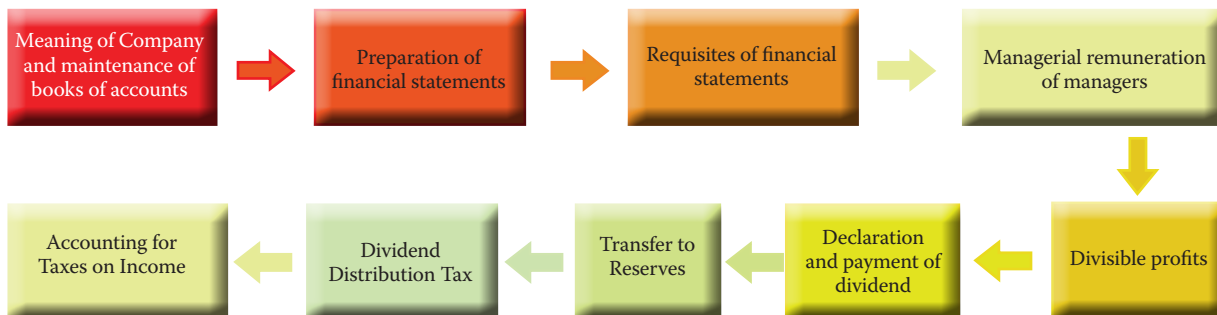 Meaning of Company
and maintenance of
books of accounts
Preparation of
financial statements
Requisites of financial
statements
Managerial remuneration
of managers
Divisible profits
Declaration
and payment of
dividend
Transfer to
Reserves
Dividend
Distribution Tax
Accounting for
Taxes on Income